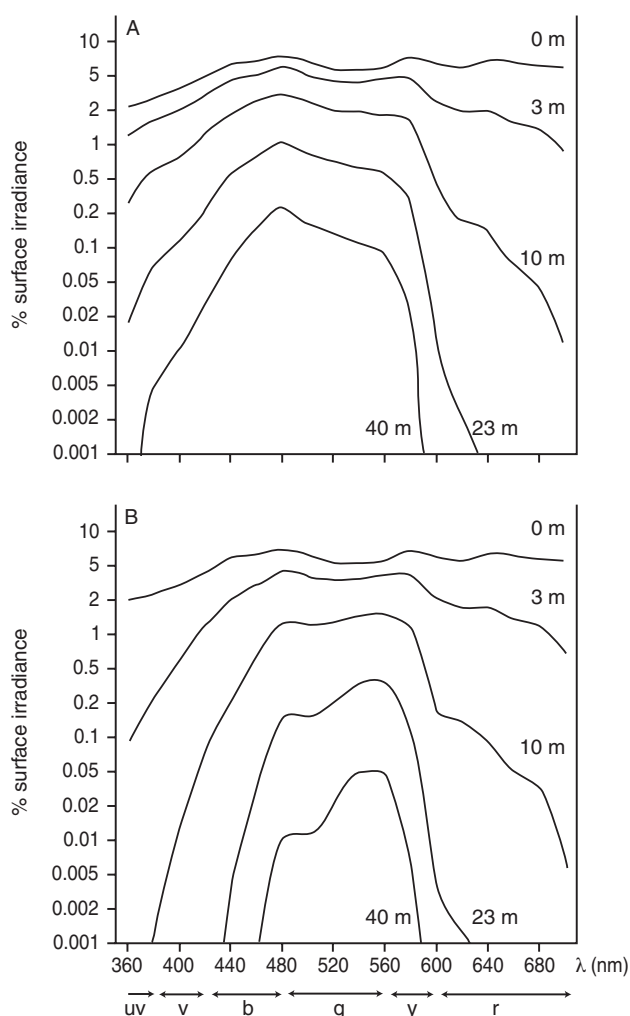 A
10
5
2
1
0.5
0.2
0.1
0.05
0.02
0.01
0.005
0.002
0.001
% surface irradiance
0 m
3 m
10 m
40 m 23 m
B
10
5
2
1
0.5
0.2
0.1
0.05
0.02
0.01
0.005
0.002
0.001
% surface irradiance
0 m
3 m
10 m
40 m 23 m
360 400 440 480 520 560 600 640 680 λ (nm)
uv v b g y r